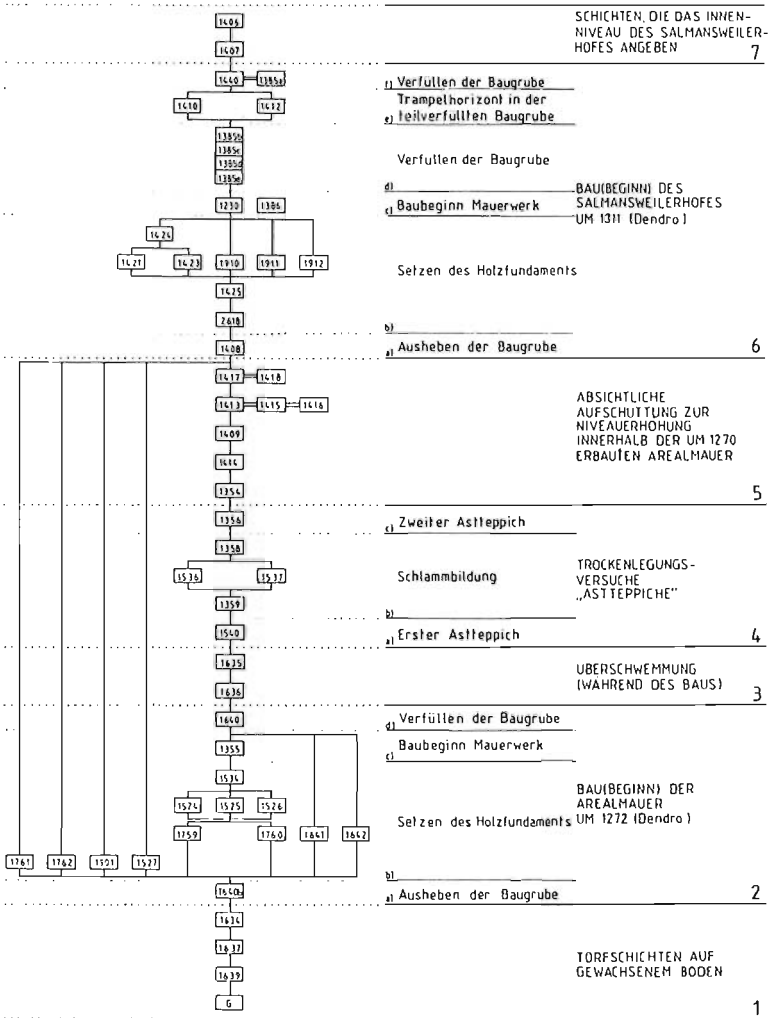 1406
SCHICHTEN, DIE DAS INNEN-
NIVEAU DES SALMANSWEILER-
HOFES ANGEBEN
7
1407
1440 1385a
f) Verfüllen der Baugrube
1410 1412
Trampelhorizont in der
e) teilverfüllten Baugrube
1385b
1385c
1385d
1385e
Verfüllen der Baugrube
d)
1230 1386
c) Baubeginn Mauerwerk
BAU(BEGINN) DES
SALMANSWEILERHOFES
UM 1311 (Dendro)
1424
1421 1423 1910 1911 1912
Setzen des Holzfundaments
1425
2618
b)
1408
a) Ausheben der Baugrube
6
1417 1418
1413 1415 1416
ABSICHTLICHE
AUFSCHUTTUNG ZUR
NIVEAUERHOHUNG
INNERHALB DER UM 1270
ERBAUTEN AREALMAUER
1409
1414
1354
5
1356
c) Zweiter Astteppich
1358
1536 1537
Schlammbildung
TROCKENLEGUNGS-
VERSUCHE
„ASTTEPPICHE"
1359
b)
1540
a) Erster Astteppich
4
1635
UBERSCHWEMMUNG
(WAHREND DES BAUS)
1636
3
1640
d) Verfüllen der Baugrube
1355
Baubeginn Mauerwerk
c)
1534
1524 1525 1526
BAU(BEGINN) DER
AREALMAUER
UM 1272 (Dendro)
1759 1760 1641 1642
Setzen des Holzfundaments
1761 1762 1527
b)
a) Ausheben der Baugrube
2
1634
1637
1639
TORFSCHICHTEN AUF
GEWACHSENEM BODEN
G
1